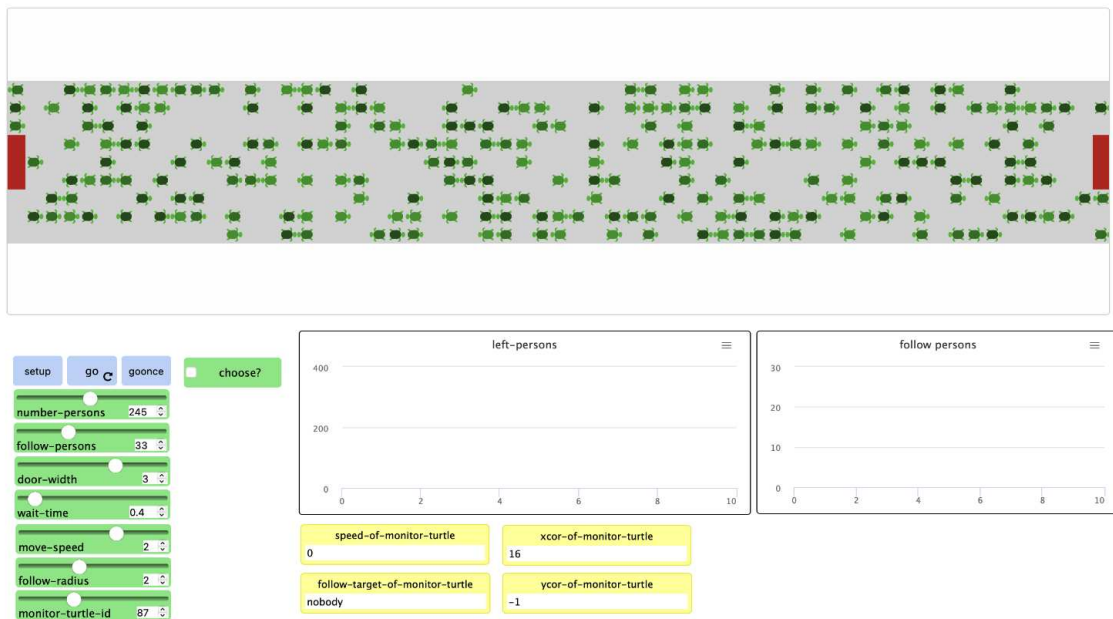 setup
go
goonce
choose?
number-persons 245
follow-persons 33
door-width 3
wait-time 0.4
move-speed 2
follow-radius 2
monitor-turtle-id 87
left-persons
400
200
0
0 2 4 6 8 10
follow persons
30
20
10
0
0 2 4 6 8 10
speed-of-monitor-turtle
0
xcor-of-monitor-turtle
16
follow-target-of-monitor-turtle
nobody
ycor-of-monitor-turtle
-1